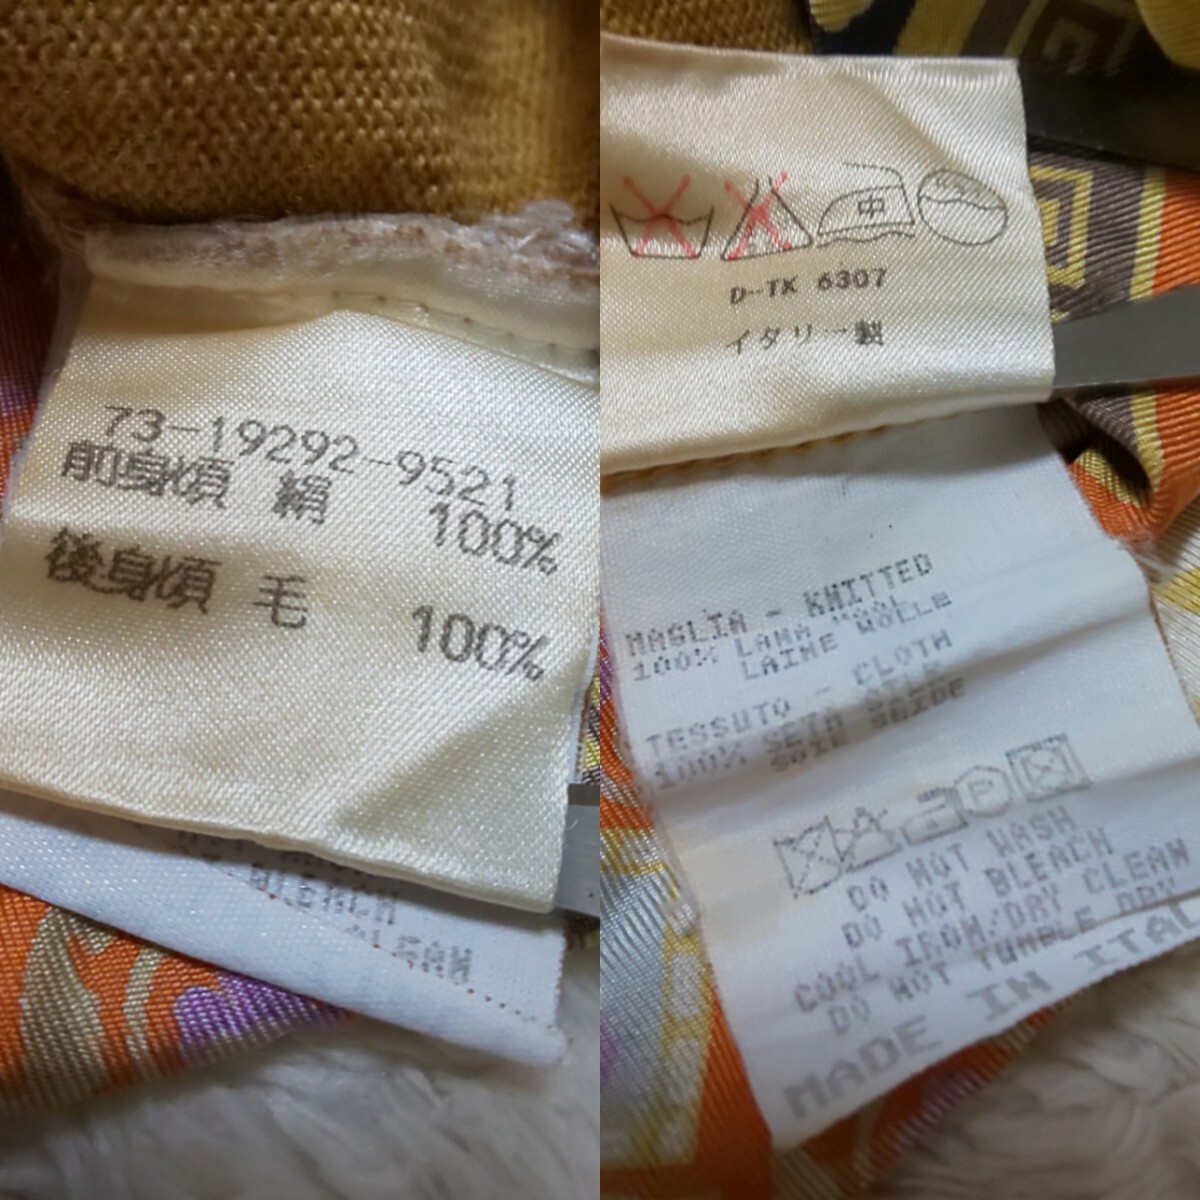 73-19292-9521
前身頃 絹 100%
後身頃 毛 100%
BLEACH
中
D-TK 6307
イタリー製
MAGLIA - KNITTED
100% LANA WOOL
LAINE WOLLE
TESSUTO - CLOTH
100% SETA SILK
SOIE SEIDE
P
DO NOT WASH
DO NOT BLEACH
COOL IRON/DRY CLEAN
DO NOT TUMBLE DRY
MADE IN ITAL